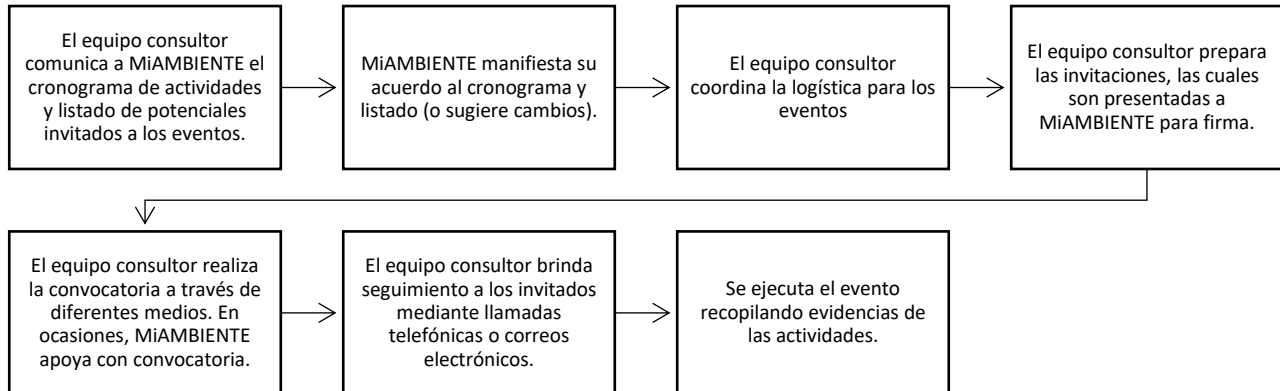 El equipo consultor
comunica a MiAMBIENTE el
cronograma de actividades
y listado de potenciales
invitados a los eventos.
MiAMBIENTE manifiesta su
acuerdo al cronograma y
listado (o sugiere cambios).
El equipo consultor
coordina la logística para los
eventos
El equipo consultor prepara
las invitaciones, las cuales
son presentadas a
MiAMBIENTE para firma.
El equipo consultor realiza
la convocatoria a través de
diferentes medios. En
ocasiones, MiAMBIENTE
apoya con convocatoria.
El equipo consultor brinda
seguimiento a los invitados
mediante llamadas
telefónicas o correos
electrónicos.
Se ejecuta el evento
recopilando evidencias de
las actividades.